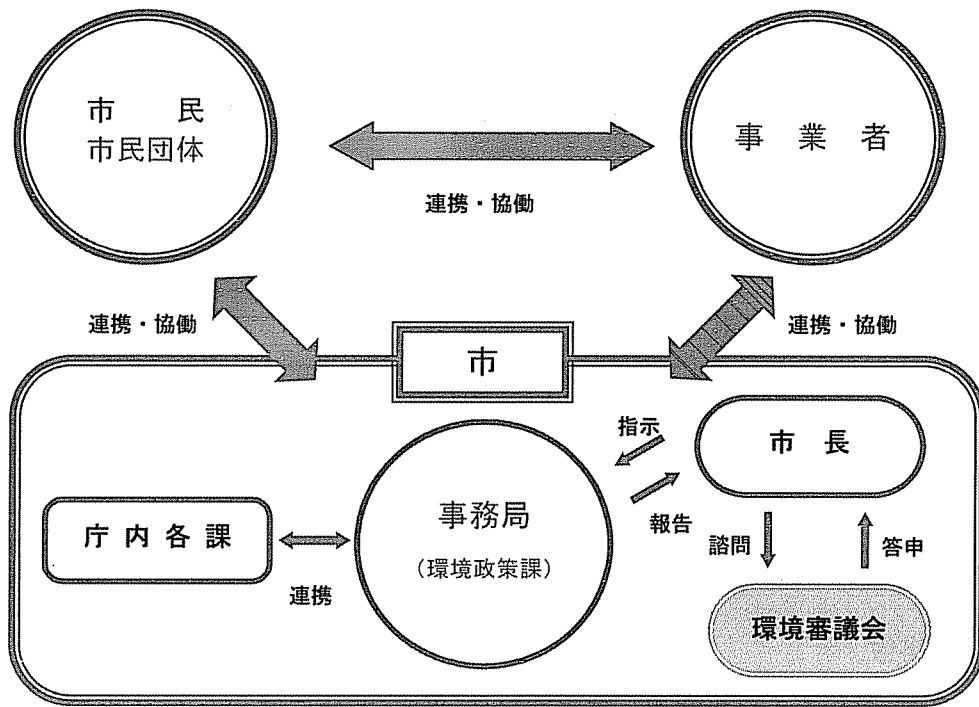 市 民
市民団体
事 業 者
連携・協働
連携・協働
連携・協働
市
指示
市 長
事務局
(環境政策課)
報告
庁 内 各 課
連携
諮問
答申
環境審議会